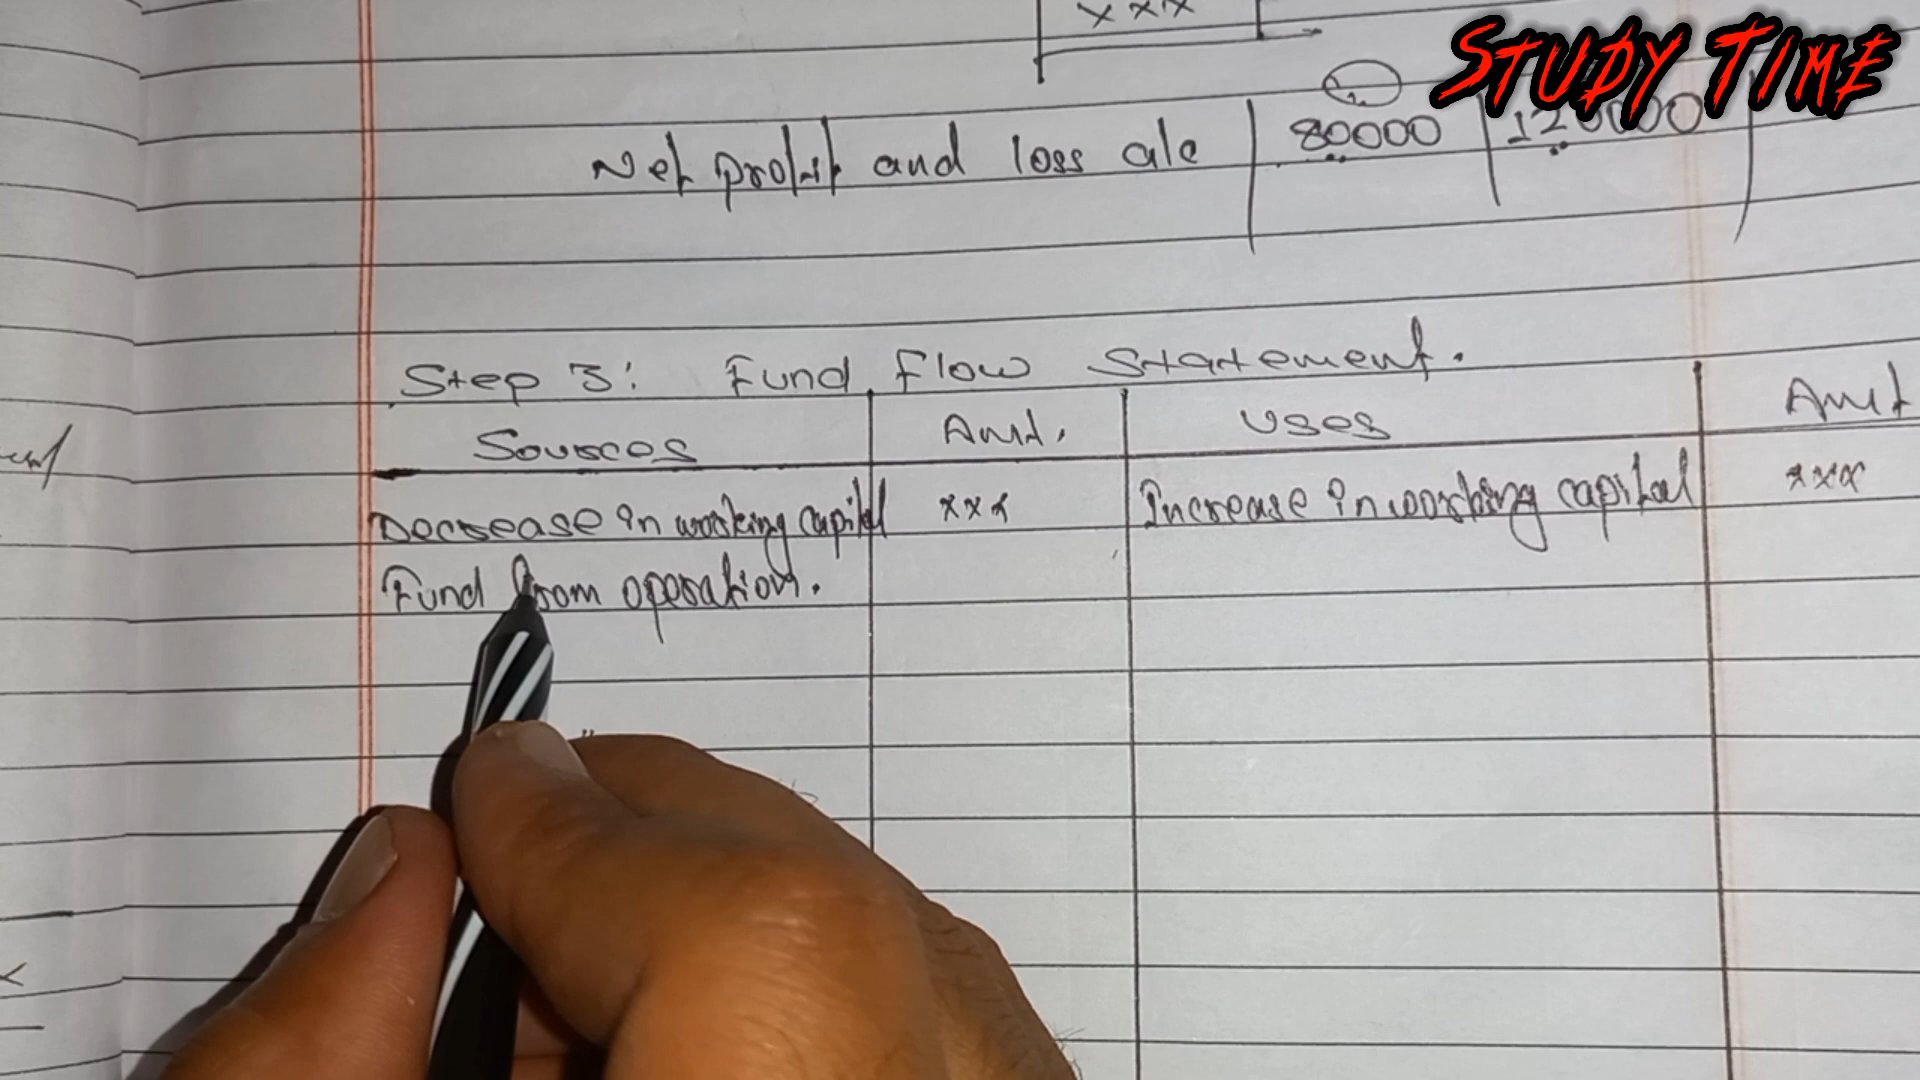 xxx
STUDY TIME
Net profit and loss a/c 80000 120000
Step 3: Fund Flow Statement.
Sources Amt. Uses Amt
Decrease in working capital xxx Increase in working capital xxx
Fund from operation.